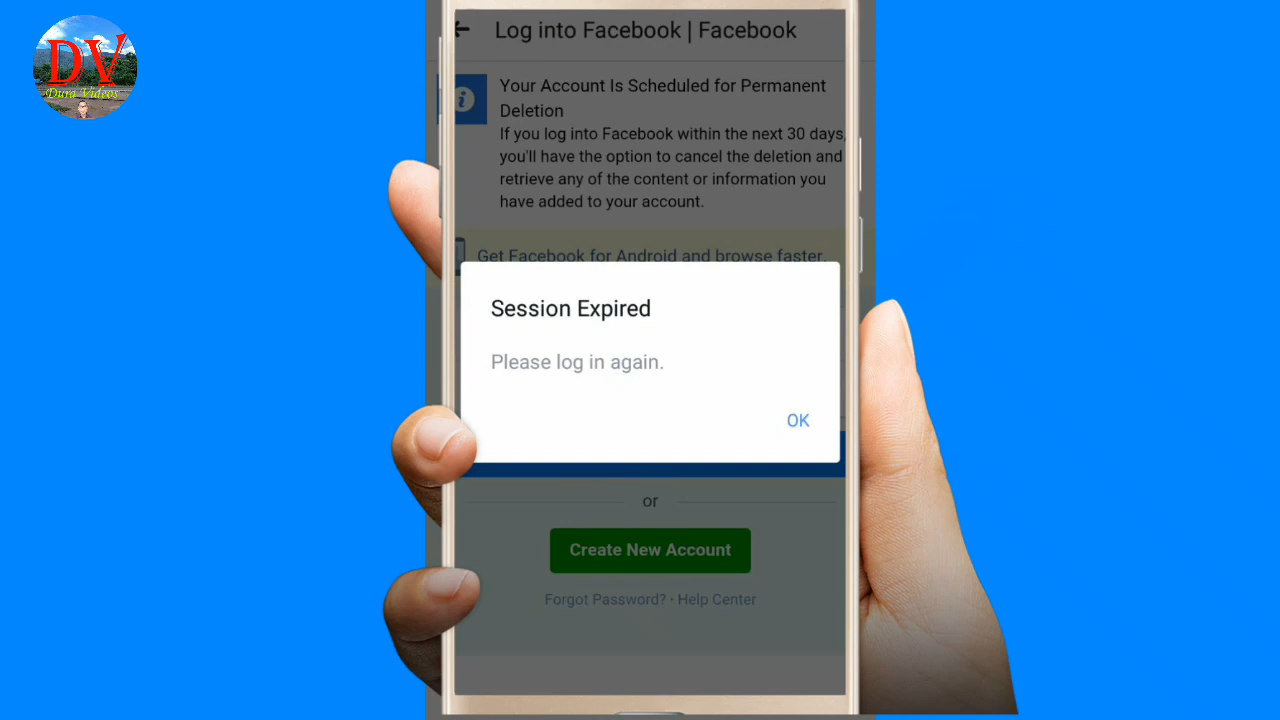 DV
Dura Videos
Log into Facebook | Facebook
Your Account Is Scheduled for Permanent
Deletion
If you log into Facebook within the next 30 days,
you'll have the option to cancel the deletion and
retrieve any of the content or information you
have added to your account.
Get Facebook for Android and browse faster.
Session Expired
Please log in again.
OK
or
Create New Account
Forgot Password? · Help Center